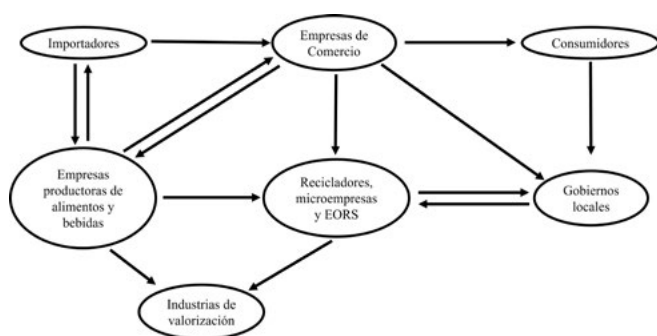 Importadores
Empresas de
Comercio
Consumidores
Empresas
productoras de
alimentos y
bebidas
Recicladores,
microempresas
y EORS
Gobiernos
locales
Industrias de
valorización